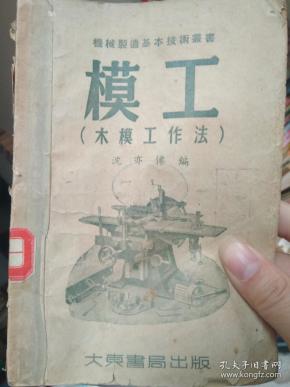 機械製造基本技術叢書
模工
(木模工作法)
沈亦偉編
大東書局出版
孔夫子旧书网